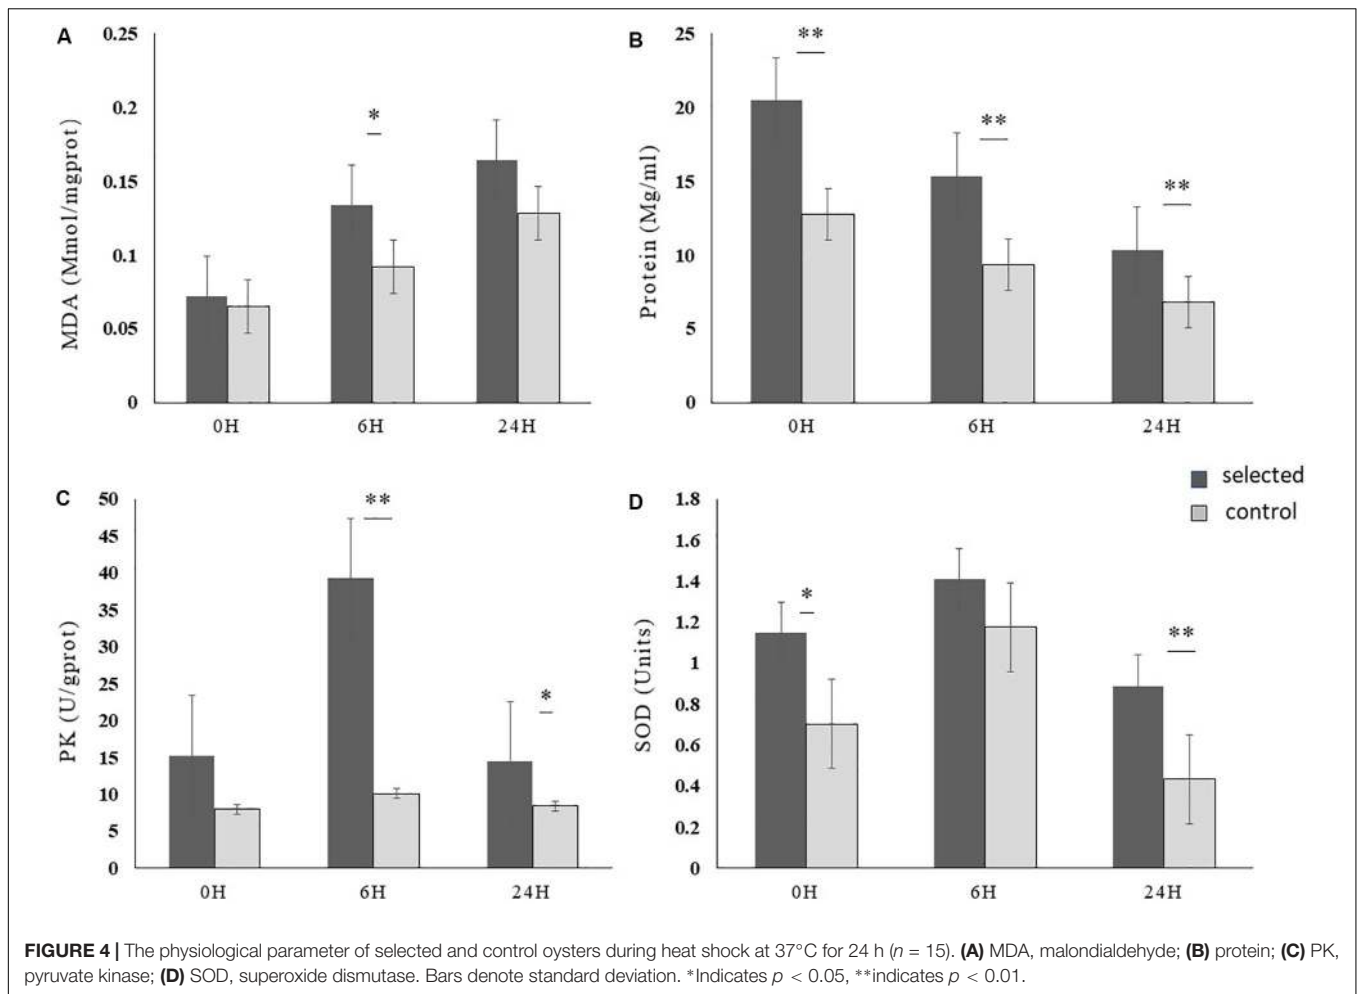 A
MDA (Mmol/mgprot)
0.25
0.2
0.15
0.1
0.05
0
*
0H 6H 24H
B
Protein (Mg/ml)
25
20
15
10
5
0
** ** **
0H 6H 24H
selected
control
C
PK (U/gprot)
50
45
40
35
30
25
20
15
10
5
0
** *
0H 6H 24H
D
SOD (Units)
1.8
1.6
1.4
1.2
1
0.8
0.6
0.4
0.2
0
* **
0H 6H 24H
FIGURE 4 | The physiological parameter of selected and control oysters during heat shock at 37°C for 24 h (n = 15). (A) MDA, malondialdehyde; (B) protein; (C) PK,
pyruvate kinase; (D) SOD, superoxide dismutase. Bars denote standard deviation. *Indicates p < 0.05, **indicates p < 0.01.